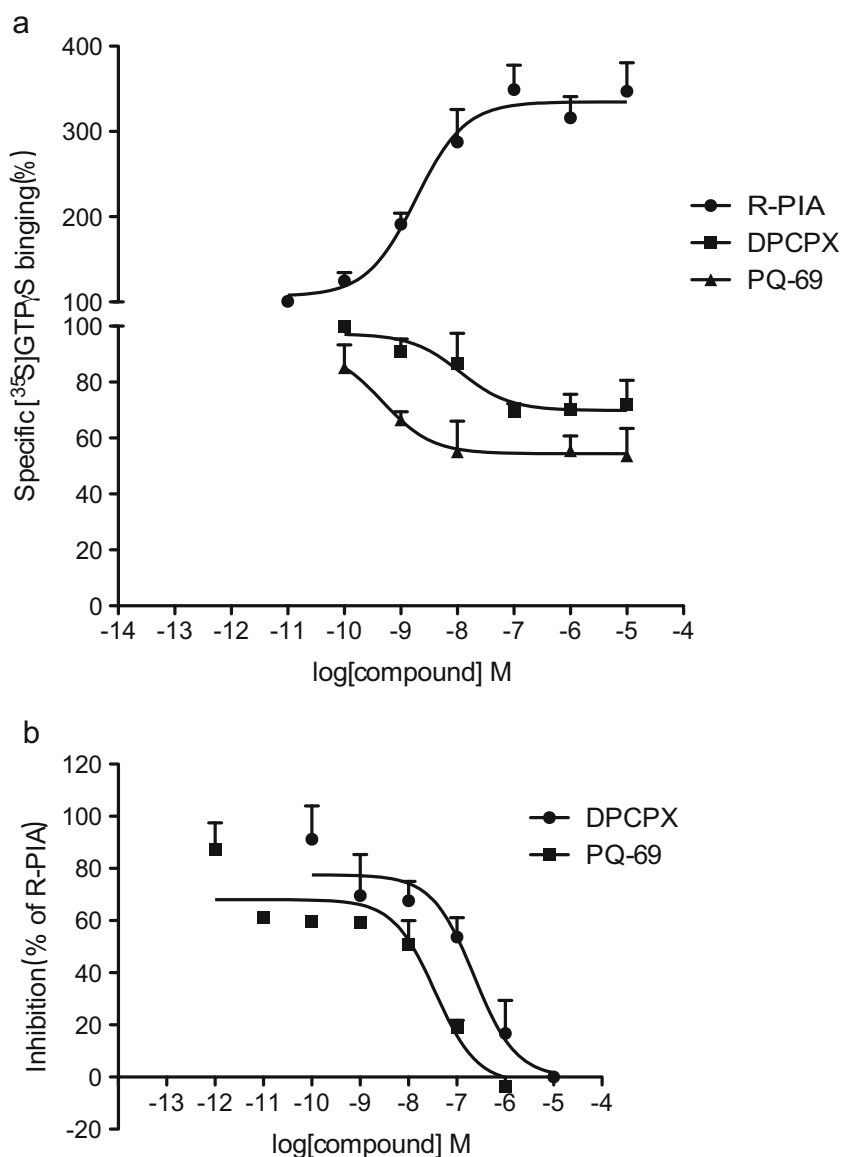 a
Specific [³⁵S]GTPγS binging(%)
400
300
200
100
100
80
60
40
20
0
-14 -13 -12 -11 -10 -9 -8 -7 -6 -5 -4
log[compound] M
R-PIA
DPCPX
PQ-69
b
Inhibition(% of R-PIA)
120
100
80
60
40
20
0
-20
-12 -11 -10 -9 -8 -7 -6 -5 -4
log[compound] M
DPCPX
PQ-69